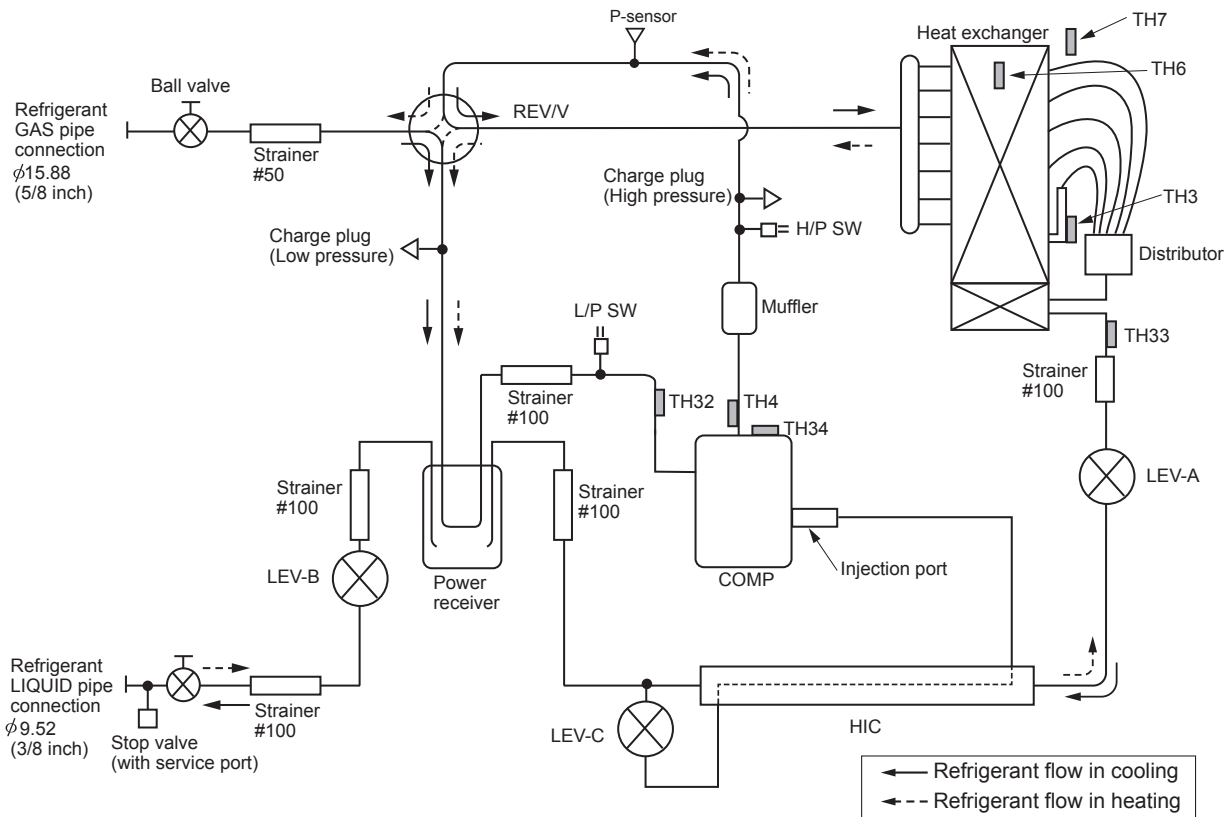 P-sensor
Heat exchanger
TH7
TH6
Ball valve
REV/V
Refrigerant
GAS pipe
connection
ϕ15.88
(5/8 inch)
Strainer
#50
Charge plug
(High pressure)
TH3
H/P SW
Charge plug
(Low pressure)
Distributor
Muffler
L/P SW
TH33
Strainer
#100
Strainer
#100
TH32
TH4
TH34
Strainer
#100
Strainer
#100
LEV-A
LEV-B
Power
receiver
COMP
Injection port
Refrigerant
LIQUID pipe
connection
ϕ9.52
(3/8 inch)
Strainer
#100
Stop valve
(with service port)
LEV-C
HIC
Refrigerant flow in cooling
Refrigerant flow in heating